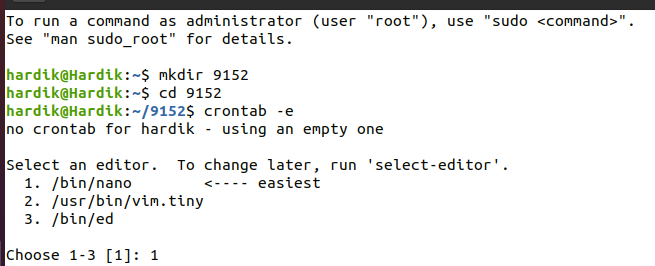 To run a command as administrator (user "root"), use "sudo <command>".
See "man sudo_root" for details.
hardik@Hardik:~$ mkdir 9152
hardik@Hardik:~$ cd 9152
hardik@Hardik:~/9152$ crontab -e
no crontab for hardik - using an empty one
Select an editor.  To change later, run 'select-editor'.
  1. /bin/nano        <---- easiest
  2. /usr/bin/vim.tiny
  3. /bin/ed
Choose 1-3 [1]: 1